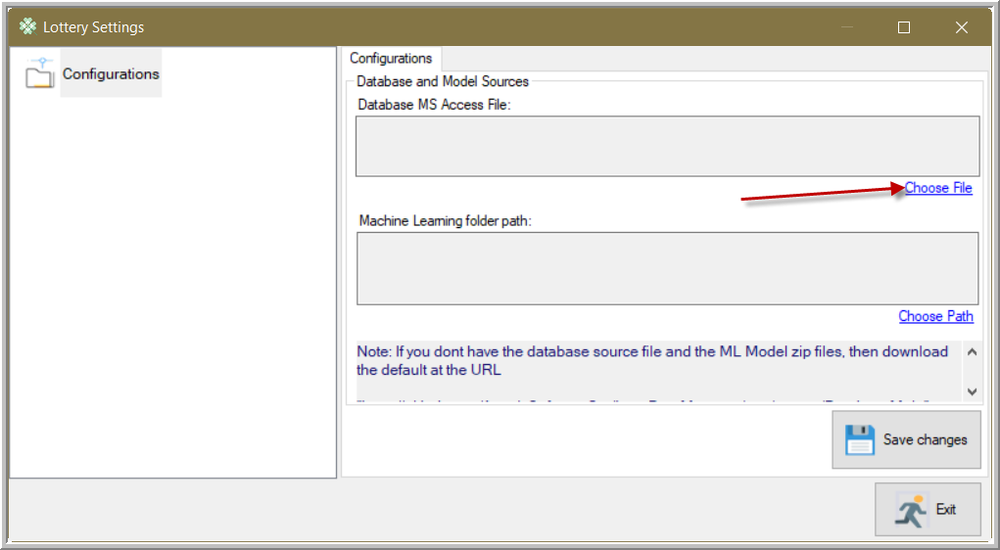 Lottery Settings
Configurations
Configurations
Database and Model Sources
Database MS Access File:
Choose File
Machine Learning folder path:
Choose Path
Note: If you dont have the database source file and the ML Model zip files, then download
the default at the URL
Save changes
Exit